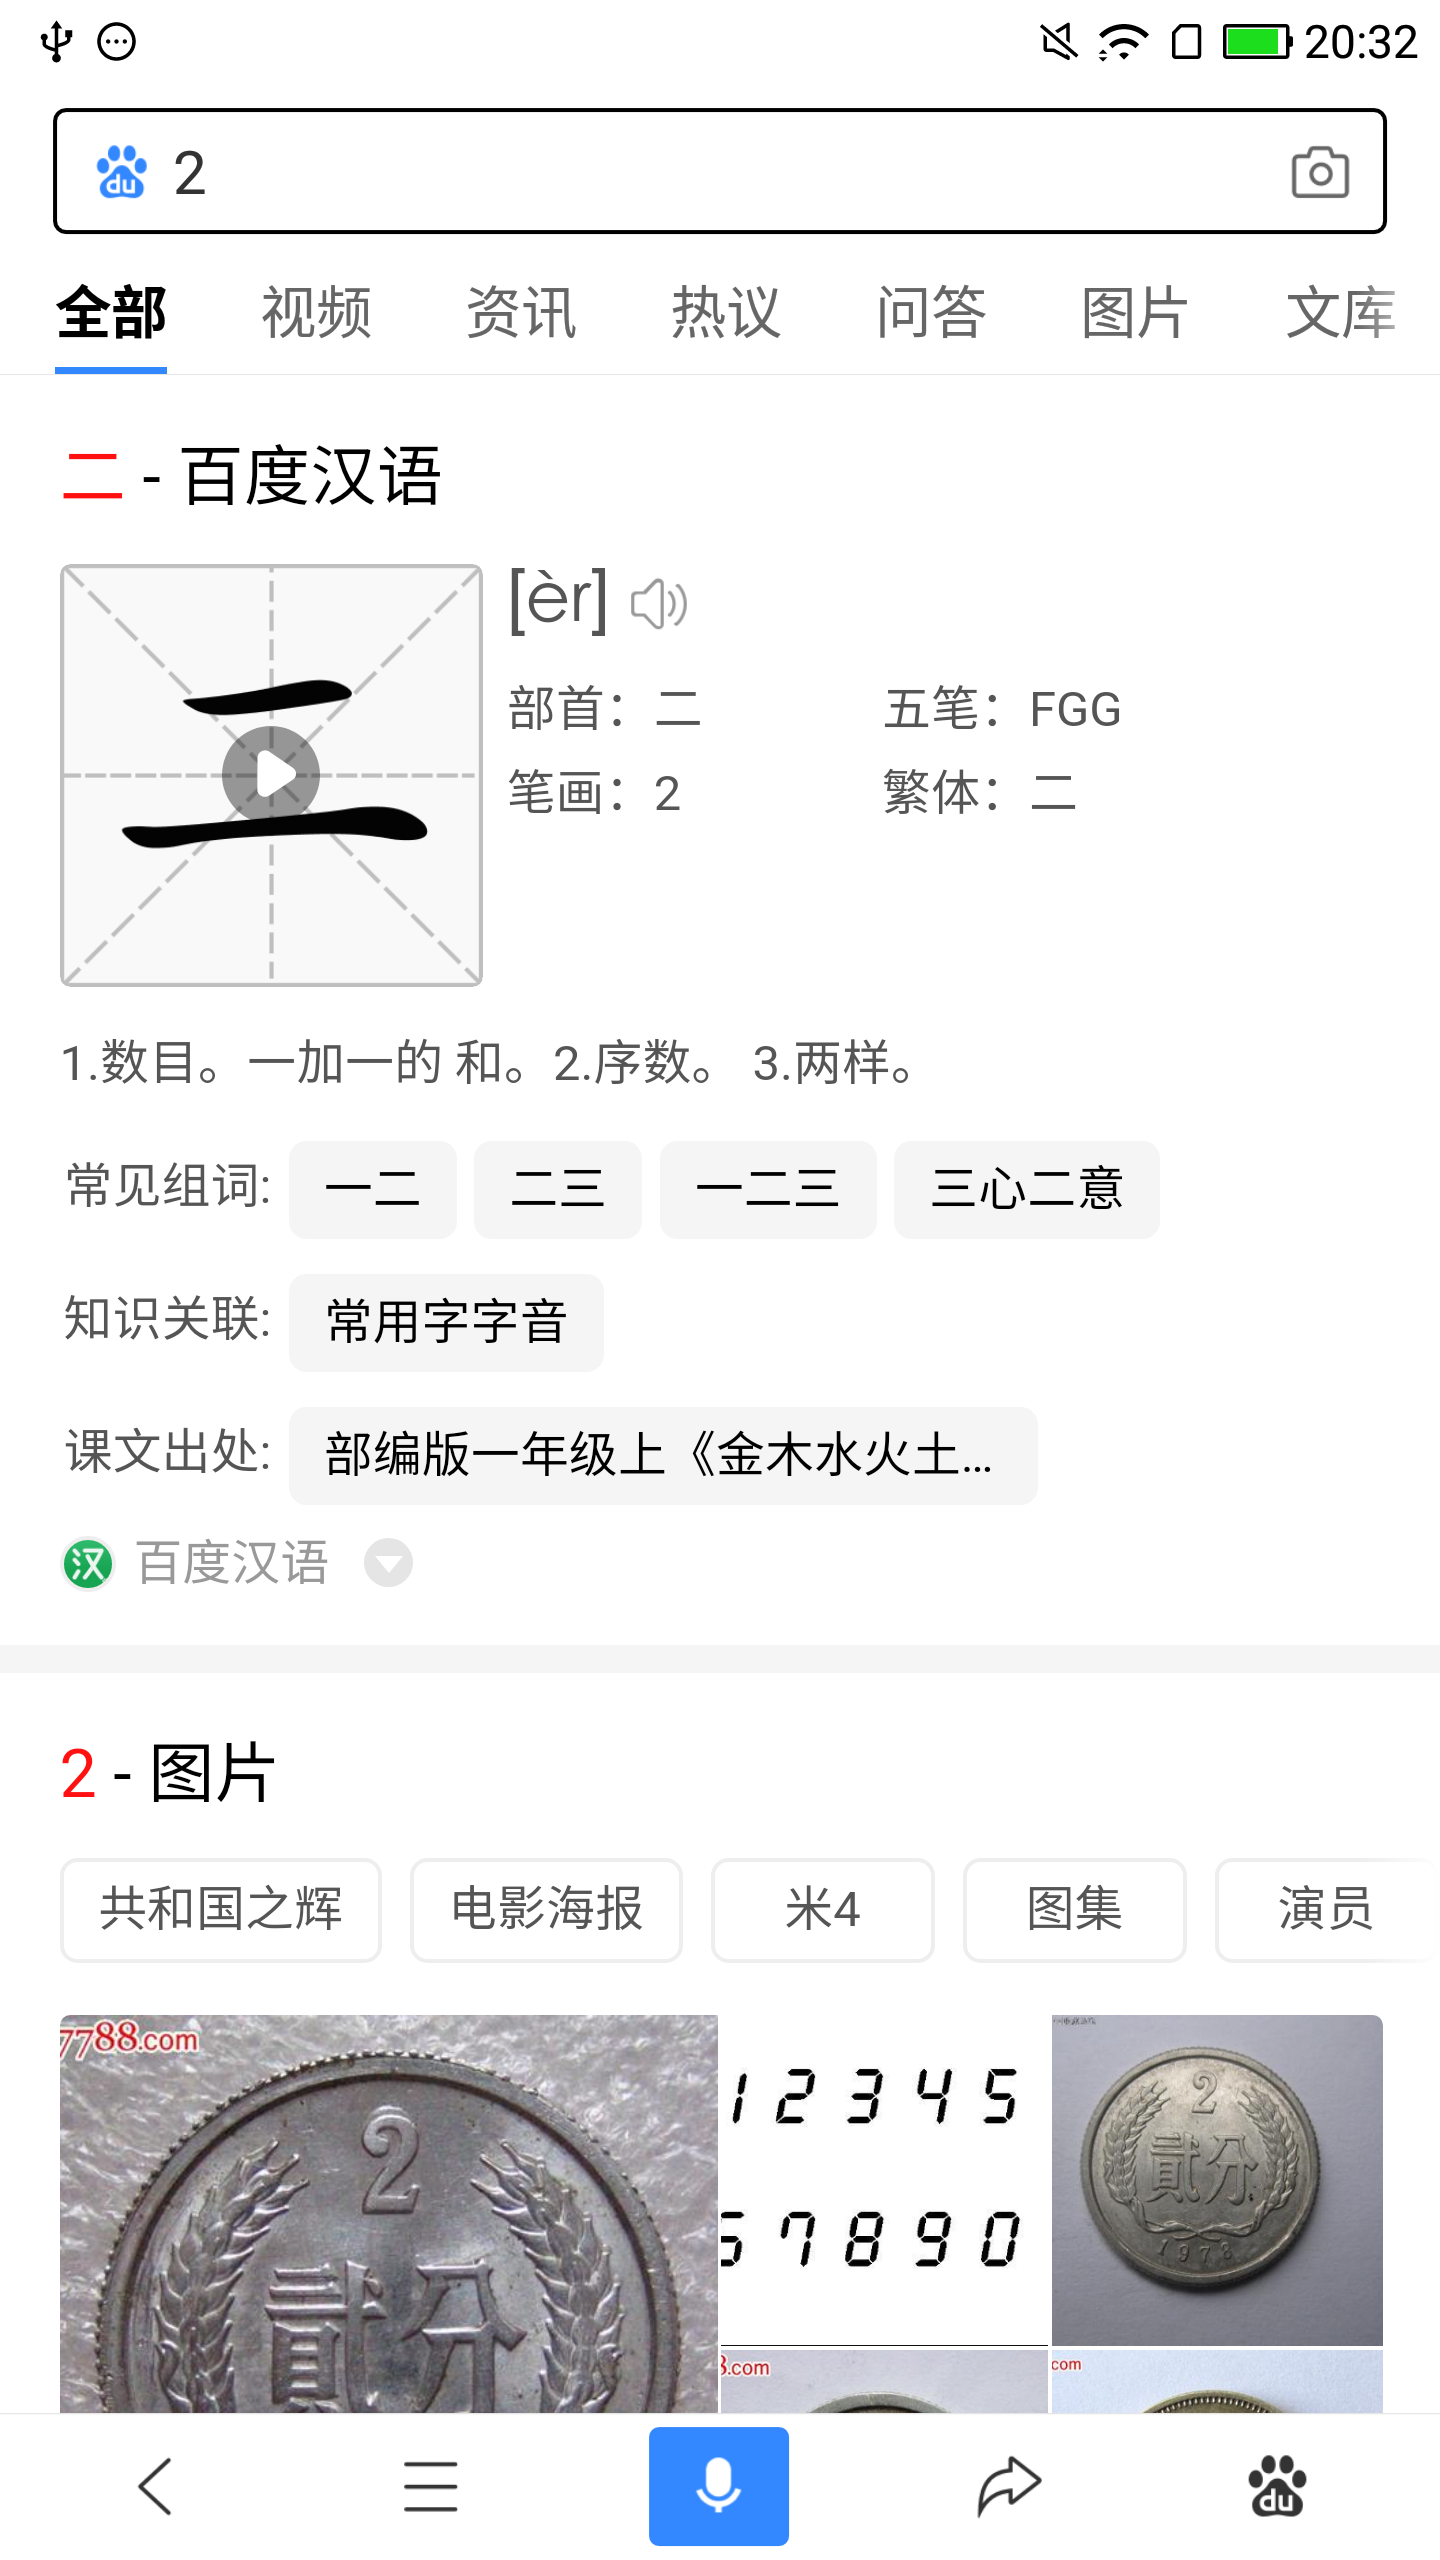 20:32
du 2
全部 视频 资讯 热议 问答 图片 文库
二 - 百度汉语
[èr]
部首：二 五笔：FGG
笔画：2 繁体：二
二
1.数目。一加一的 和。2.序数。 3.两样。
常见组词: 一二 二三 一二三 三心二意
知识关联: 常用字字音
课文出处: 部编版一年级上《金木水火土...
汉 百度汉语
2 - 图片
共和国之辉 电影海报 米4 图集 演员
7788.com
2
贰分
1 2 3 4 5
7 8 9 0
2
贰分
1978
8.com
com
du